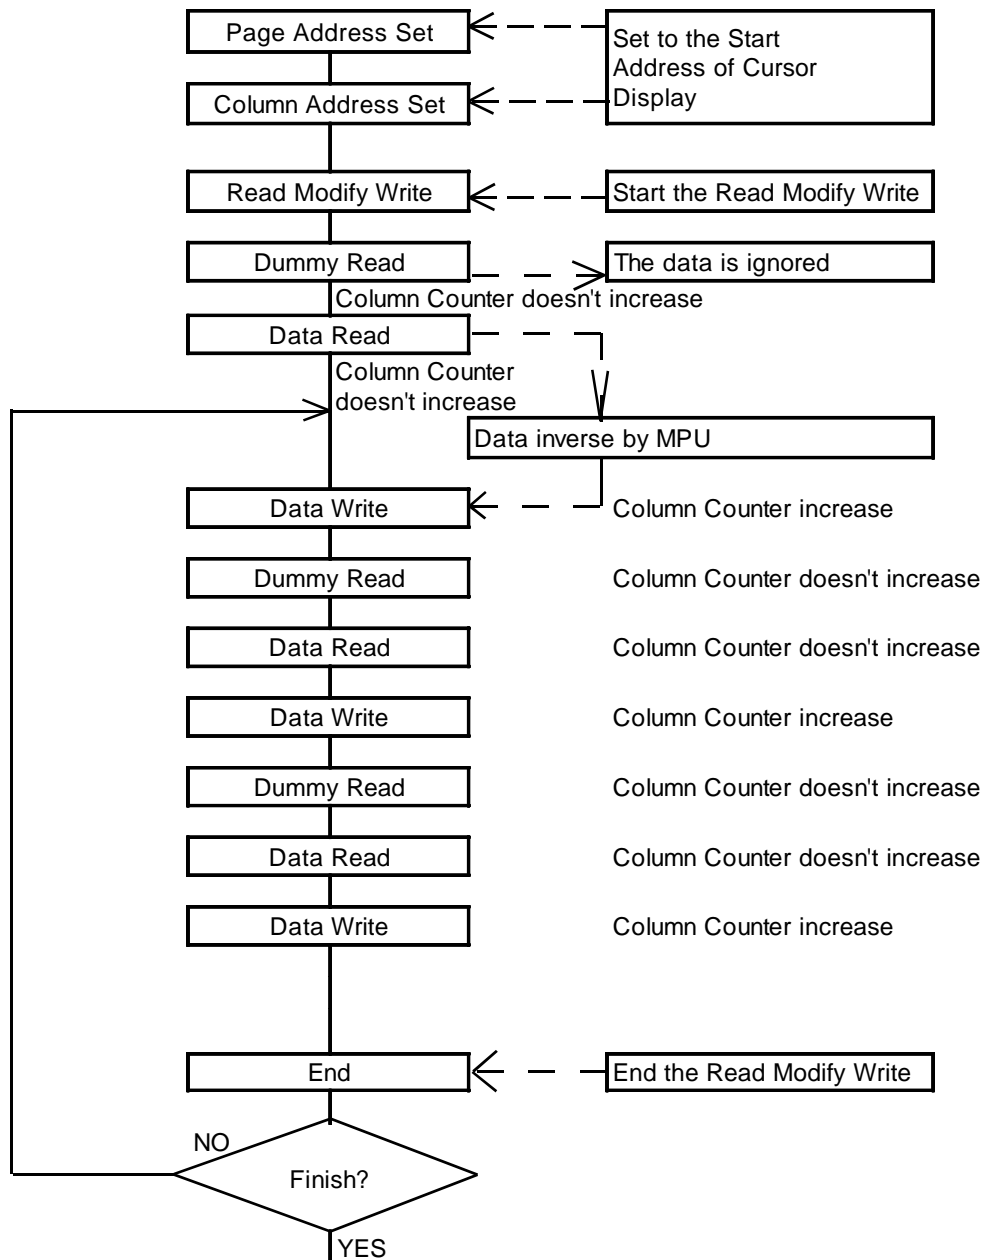 Page Address Set
Set to the Start
Address of Cursor
Display
Column Address Set
Read Modify Write
Start the Read Modify Write
Dummy Read
The data is ignored
Column Counter doesn't increase
Data Read
Column Counter
doesn't increase
Data inverse by MPU
Data Write
Column Counter increase
Dummy Read
Column Counter doesn't increase
Data Read
Column Counter doesn't increase
Data Write
Column Counter increase
Dummy Read
Column Counter doesn't increase
Data Read
Column Counter doesn't increase
Data Write
Column Counter increase
End
End the Read Modify Write
NO
Finish?
YES